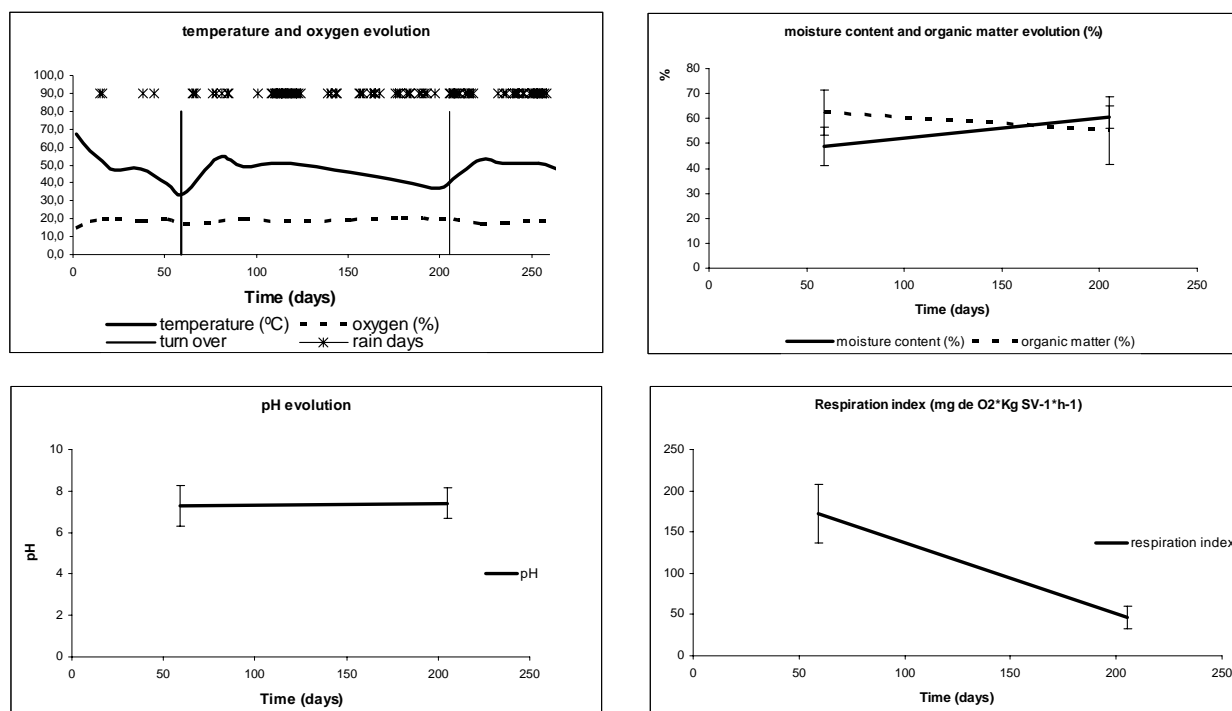 temperature and oxygen evolution
100,0
90,0
80,0
70,0
60,0
50,0
40,0
30,0
20,0
10,0
0,0
0 50 100 150 200 250
Time (days)
temperature (ºC) oxygen (%)
turn over rain days
moisture content and organic matter evolution (%)
%
80
70
60
50
40
30
20
10
0
0 50 100 150 200 250
Time (days)
moisture content (%) organic matter (%)
pH evolution
pH
10
8
6
4
2
0
0 50 100 150 200 250
Time (days)
pH
Respiration index (mg de O2*Kg SV-1*h-1)
250
200
150
100
50
0
0 50 100 150 200 250
Time (days)
respiration index